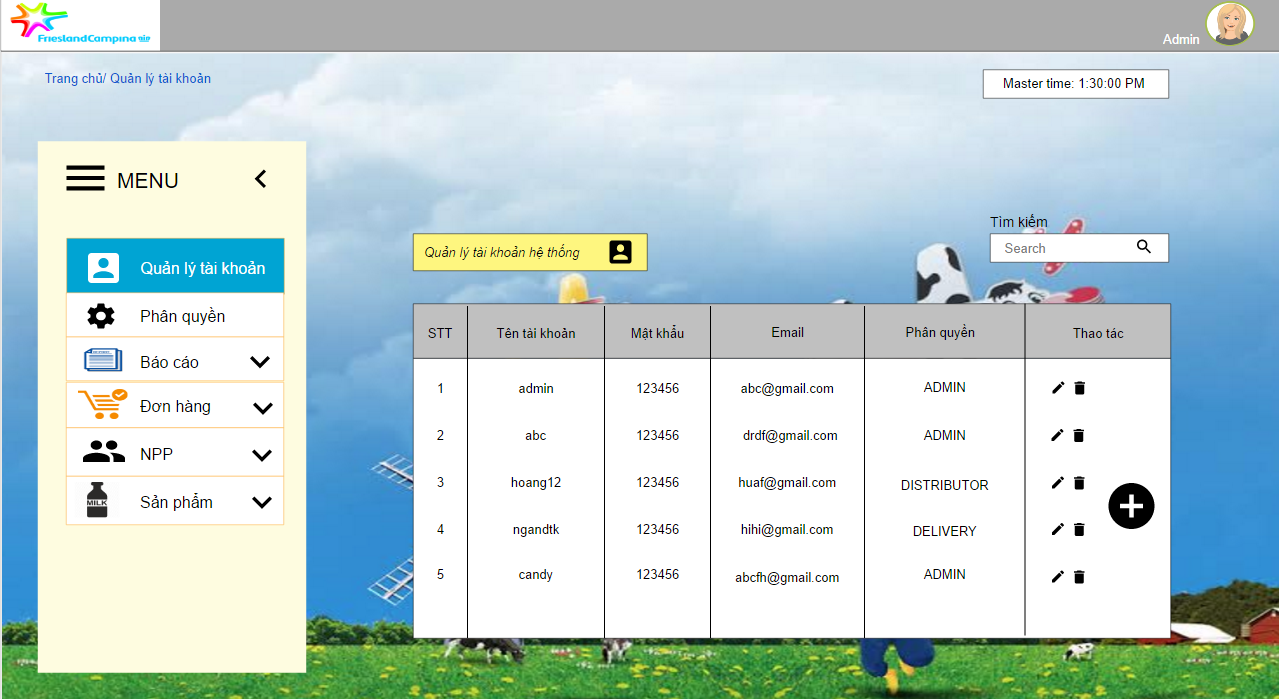 FrieslandCampina
Admin
Trang chủ/ Quản lý tài khoản
Master time: 1:30:00 PM
MENU
Quản lý tài khoản
Phân quyền
Báo cáo
Đơn hàng
NPP
MILK
Sản phẩm
Tìm kiếm
Search
Quản lý tài khoản hệ thống
STT Tên tài khoản Mật khẩu Email Phân quyền Thao tác
1 admin 123456 abc@gmail.com ADMIN
2 abc 123456 drdf@gmail.com ADMIN
3 hoang12 123456 huaf@gmail.com DISTRIBUTOR
4 ngandtk 123456 hihi@gmail.com DELIVERY
5 candy 123456 abcfh@gmail.com ADMIN